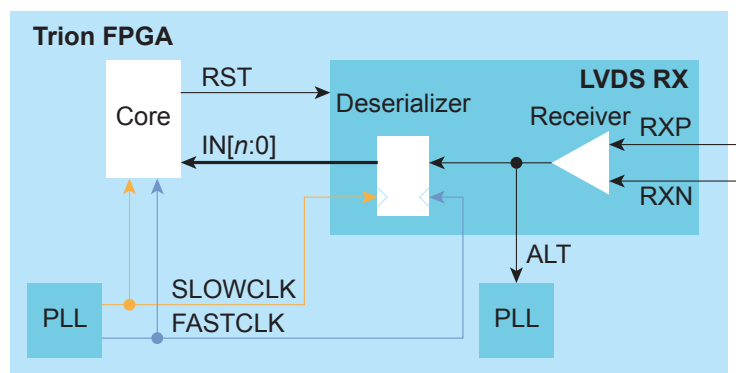 Trion FPGA
LVDS RX
RST
Deserializer
Core
Receiver
RXP
IN[n:0]
RXN
ALT
SLOWCLK
PLL
FASTCLK
PLL